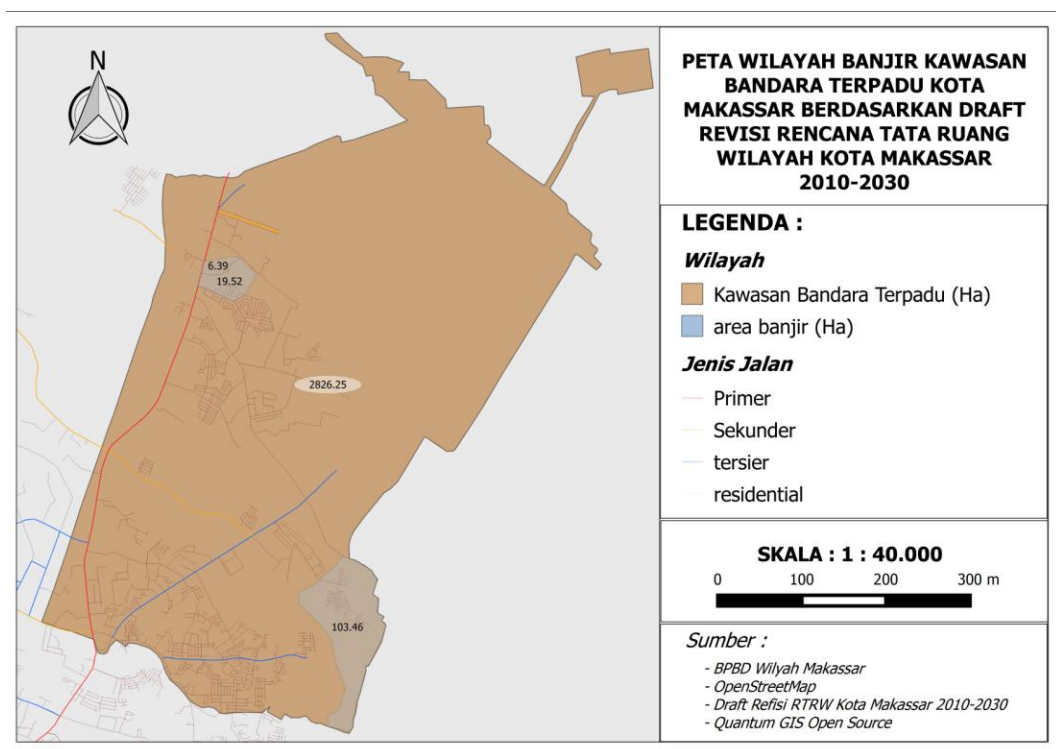 N
6.39
19.52
2826.25
103.46
PETA WILAYAH BANJIR KAWASAN
BANDARA TERPADU KOTA
MAKASSAR BERDASARKAN DRAFT
REVISI RENCANA TATA RUANG
WILAYAH KOTA MAKASSAR
2010-2030
LEGENDA :
Wilayah
Kawasan Bandara Terpadu (Ha)
area banjir (Ha)
Jenis Jalan
Primer
Sekunder
tersier
residential
SKALA : 1 : 40.000
0 100 200 300 m
Sumber :
- BPBD Wilyah Makassar
- OpenStreetMap
- Draft Refisi RTRW Kota Makassar 2010-2030
- Quantum GIS Open Source